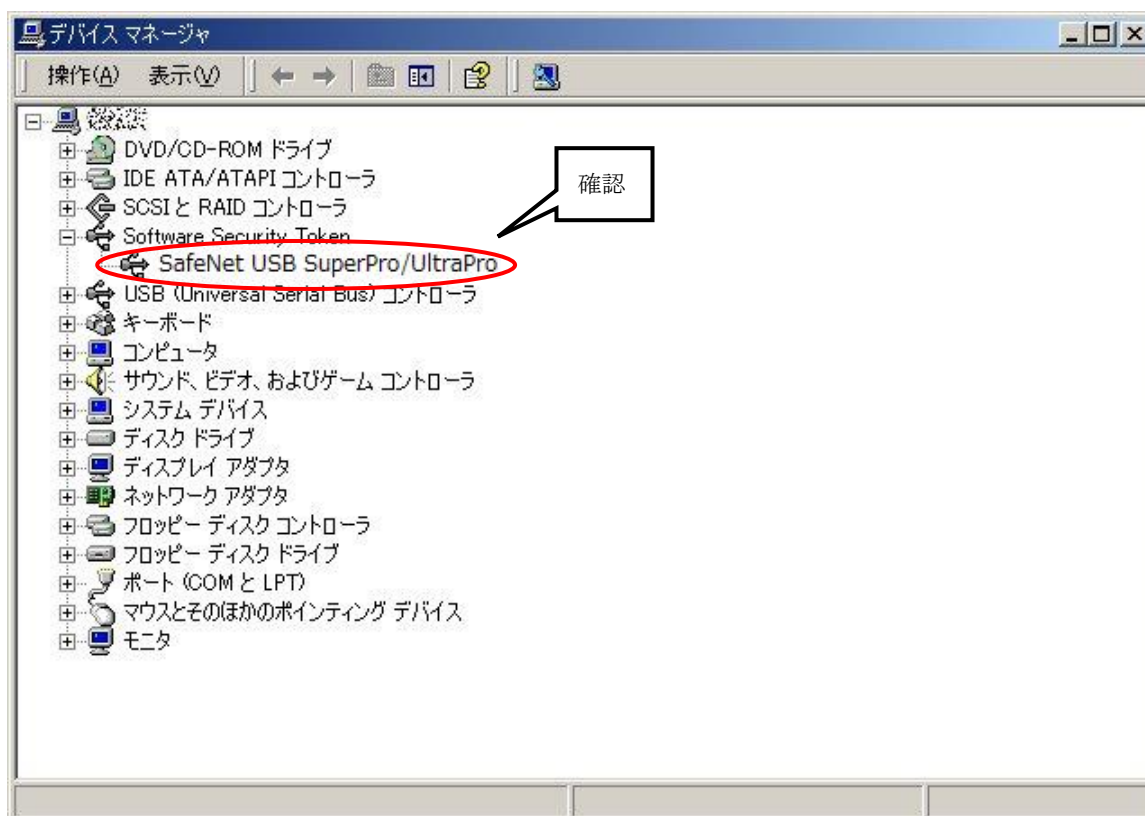 デバイス マネージャ
操作(A) 表示(V)
DVD/CD-ROM ドライブ
IDE ATA/ATAPI コントローラ
確認
SCSI と RAID コントローラ
Software Security Token
SafeNet USB SuperPro/UltraPro
USB (Universal Serial Bus) コントローラ
キーボード
コンピュータ
サウンド、ビデオ、およびゲーム コントローラ
システム デバイス
ディスク ドライブ
ディスプレイ アダプタ
ネットワーク アダプタ
フロッピー ディスク コントローラ
フロッピー ディスク ドライブ
ポート (COM と LPT)
マウスとそのほかのポインティング デバイス
モニタ